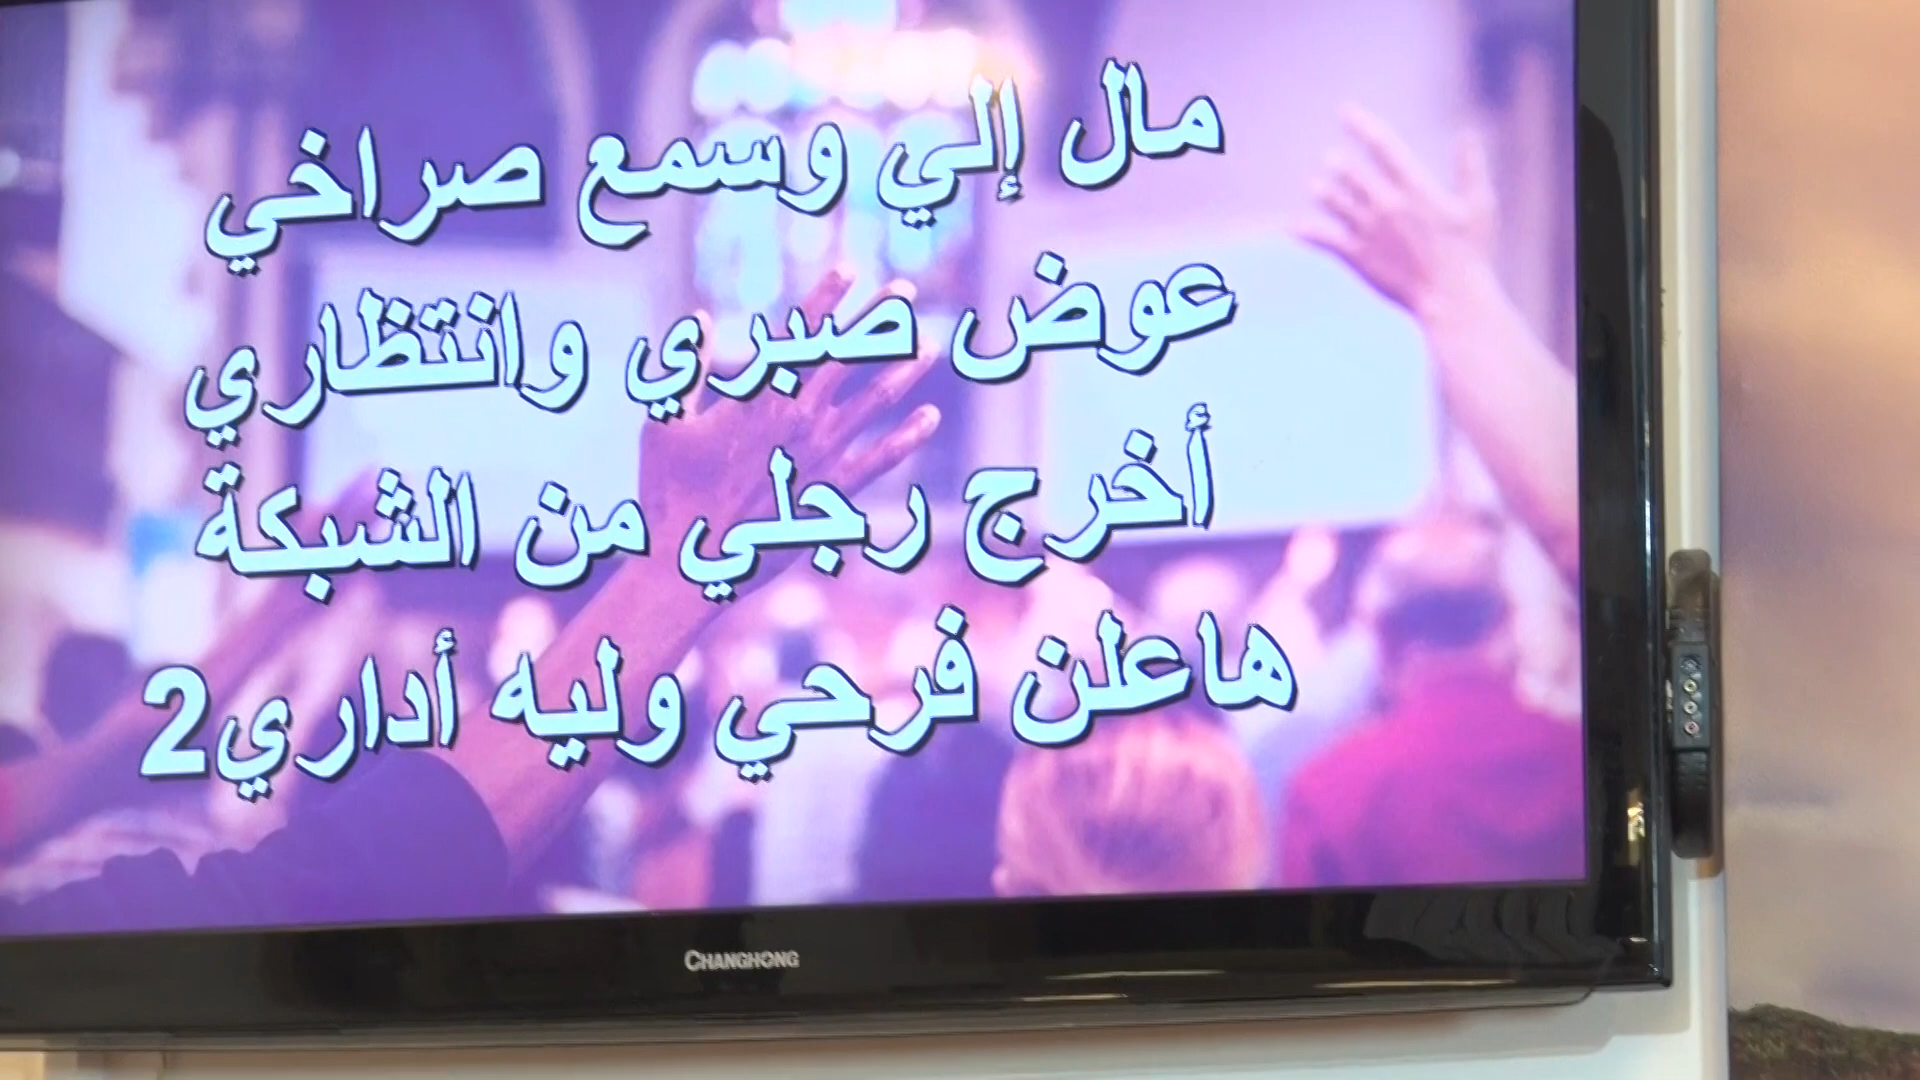 مال إلي وسمع صراخي
عوض صبري وانتظاري
أخرج رجلي من الشبكة
هاعلن فرحي وليه أداري2
CHANGHONG